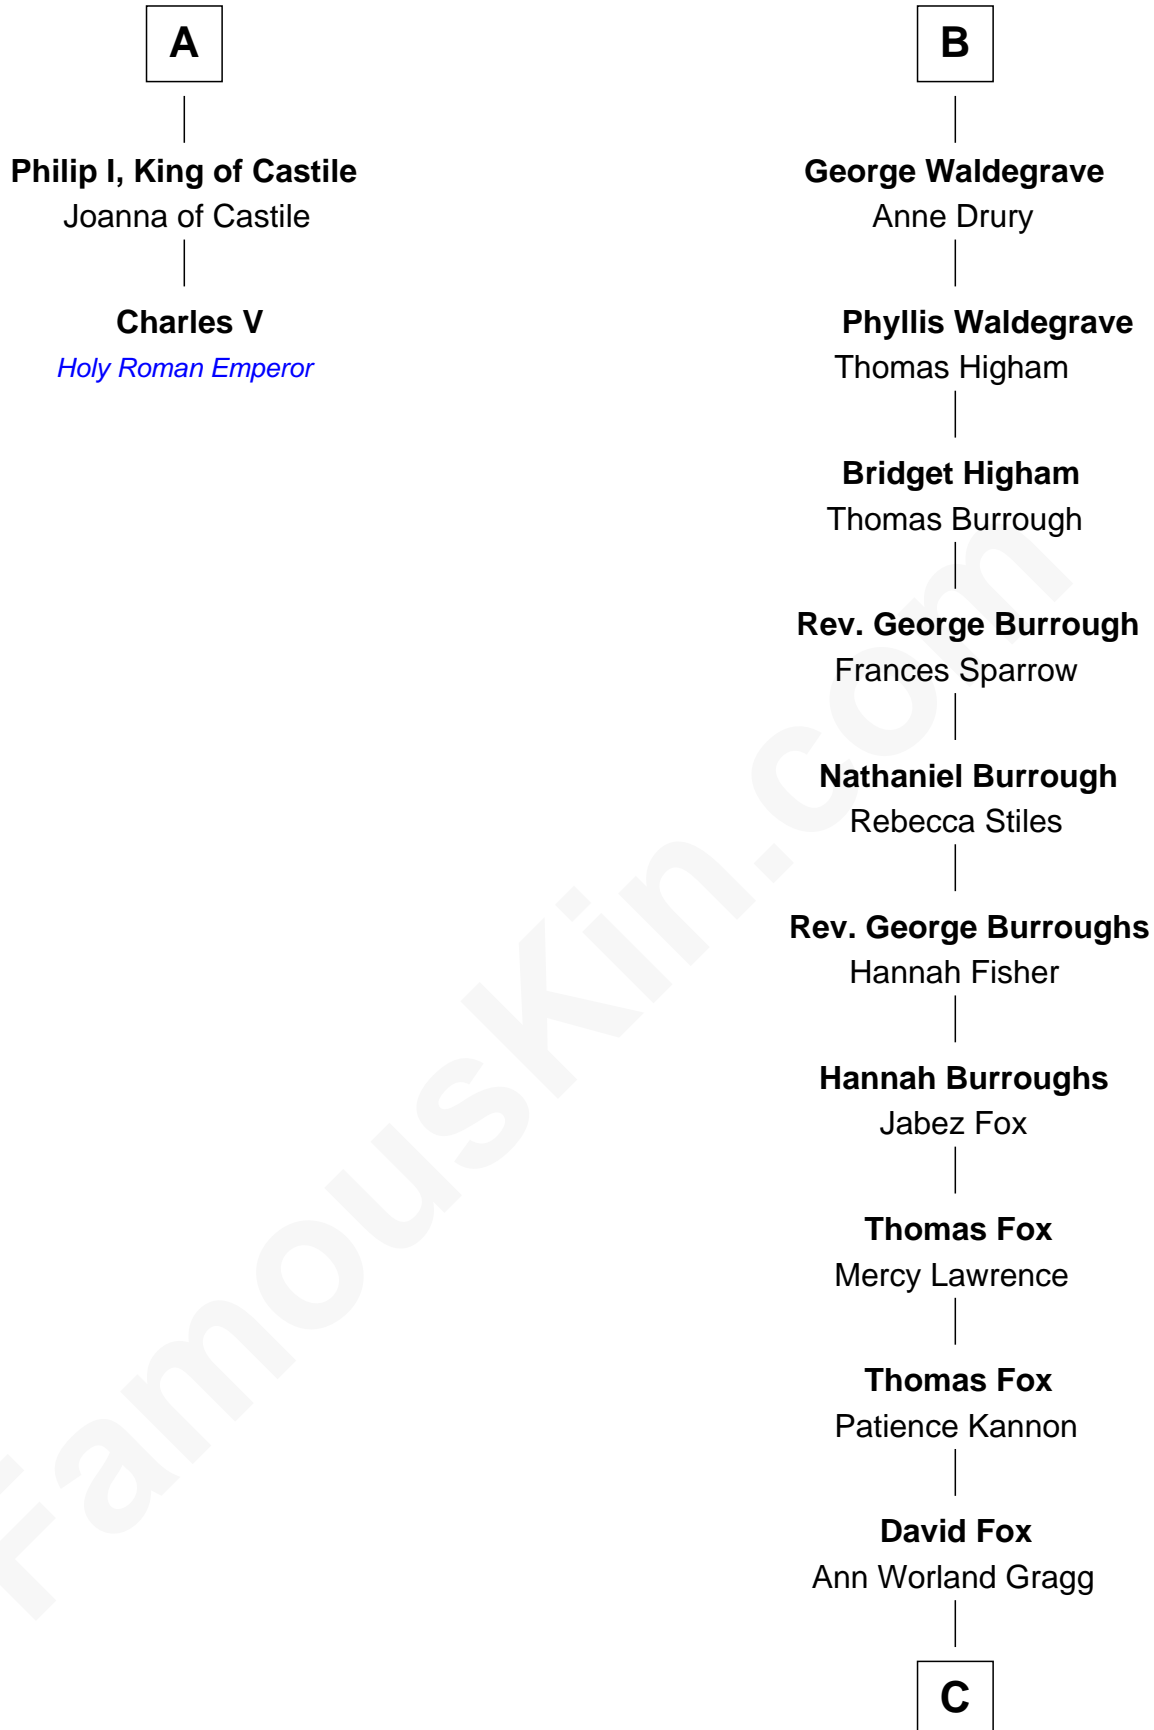 A
Philip I, King of Castile
Joanna of Castile
Charles V
Holy Roman Emperor
B
George Waldegrave
Anne Drury
Phyllis Waldegrave
Thomas Higham
Bridget Higham
Thomas Burrough
Rev. George Burrough
Frances Sparrow
Nathaniel Burrough
Rebecca Stiles
Rev. George Burroughs
Hannah Fisher
Hannah Burroughs
Jabez Fox
Thomas Fox
Mercy Lawrence
Thomas Fox
Patience Kannon
David Fox
Ann Worland Gragg
C
FamousKin.com